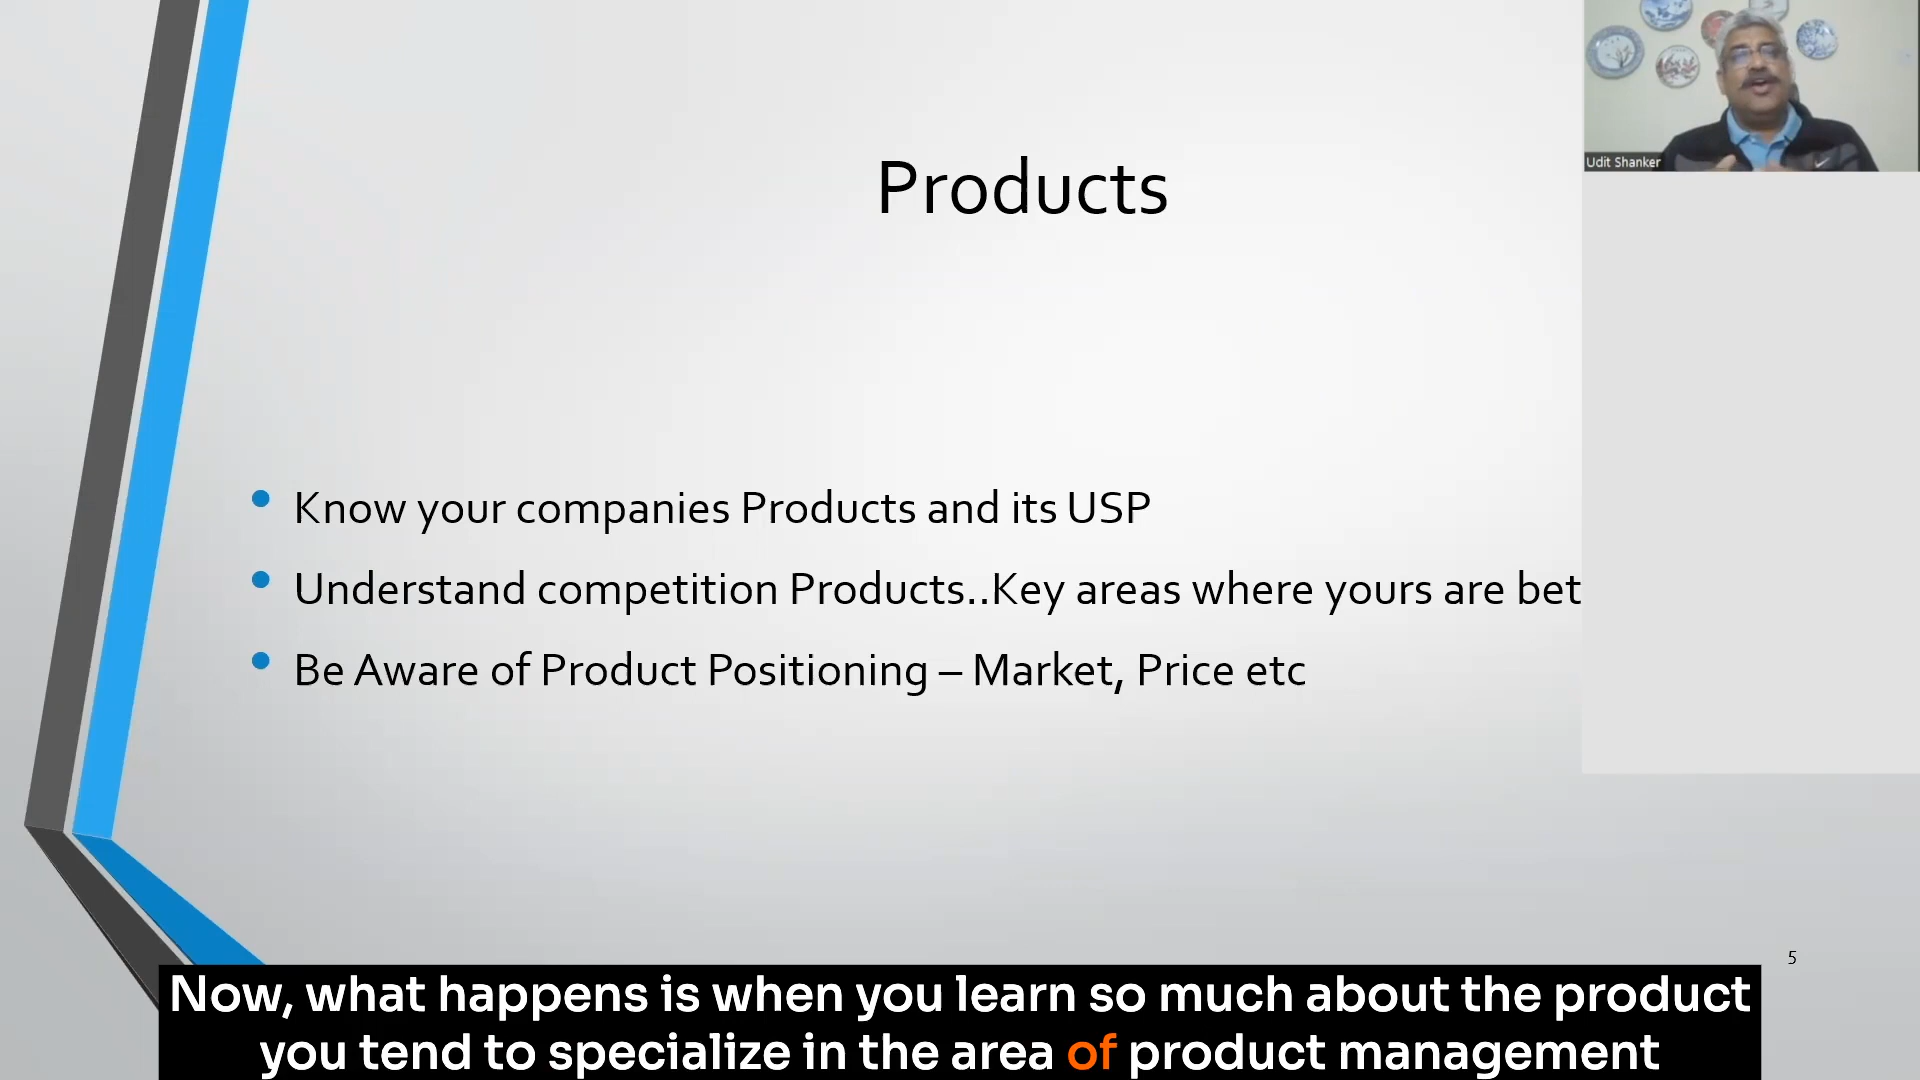 Udit Shanker
Products
• Know your companies Products and its USP
• Understand competition Products..Key areas where yours are bet
• Be Aware of Product Positioning – Market, Price etc
5
Now, what happens is when you learn so much about the product
you tend to specialize in the area of product management